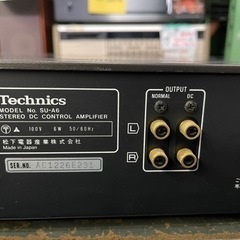 Technics
MODEL No. SU-A6
STEREO DC CONTROL AMPLIFIER
100V 6W 50/60Hz
松下電器産業株式会社
Made in Japan
SER.NO. AC1226E231
OUTPUT
NORMAL DC
L
R